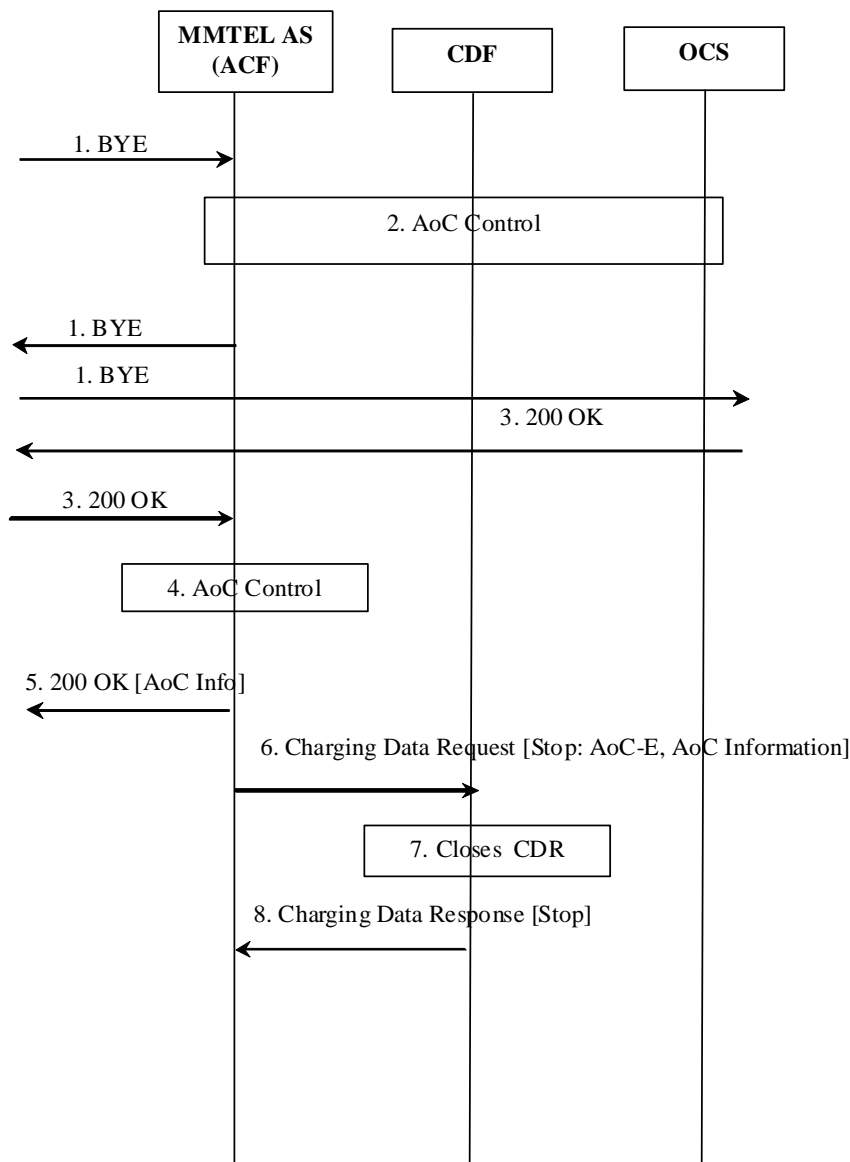 MMTEL AS
(ACF)
CDF
OCS
1. BYE
2. AoC Control
1. BYE
1. BYE
3. 200 OK
3. 200 OK
4. AoC Control
5. 200 OK [AoC Info]
6. Charging Data Request [Stop: AoC-E, AoC Information]
7. Closes CDR
8. Charging Data Response [Stop]